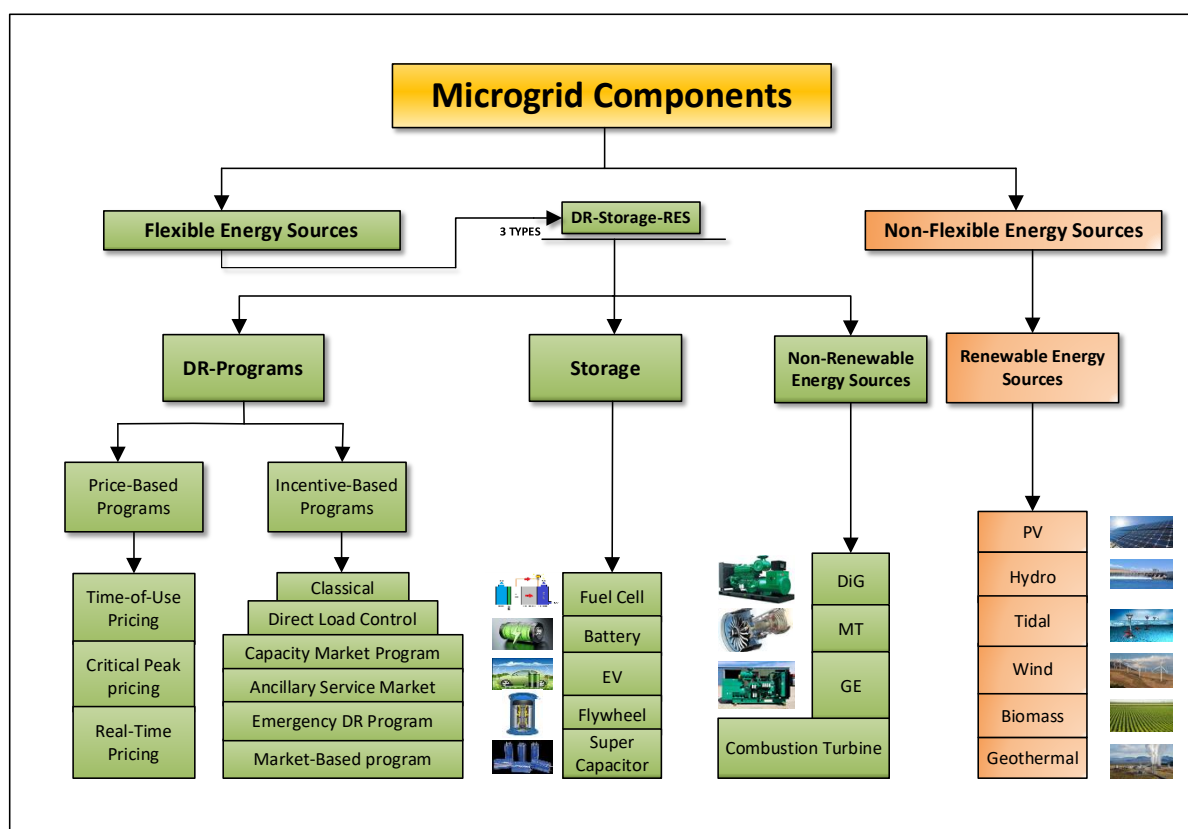 Microgrid Components
Flexible Energy Sources
3 TYPES
DR-Storage-RES
Non-Flexible Energy Sources
DR-Programs
Storage
Non-Renewable
Energy Sources
Renewable Energy
Sources
Price-Based
Programs
Incentive-Based
Programs
Time-of-Use
Pricing
Critical Peak
pricing
Real-Time
Pricing
Classical
Direct Load Control
Capacity Market Program
Ancillary Service Market
Emergency DR Program
Market-Based program
Fuel Cell
Battery
EV
Flywheel
Super
Capacitor
DiG
MT
GE
Combustion Turbine
PV
Hydro
Tidal
Wind
Biomass
Geothermal